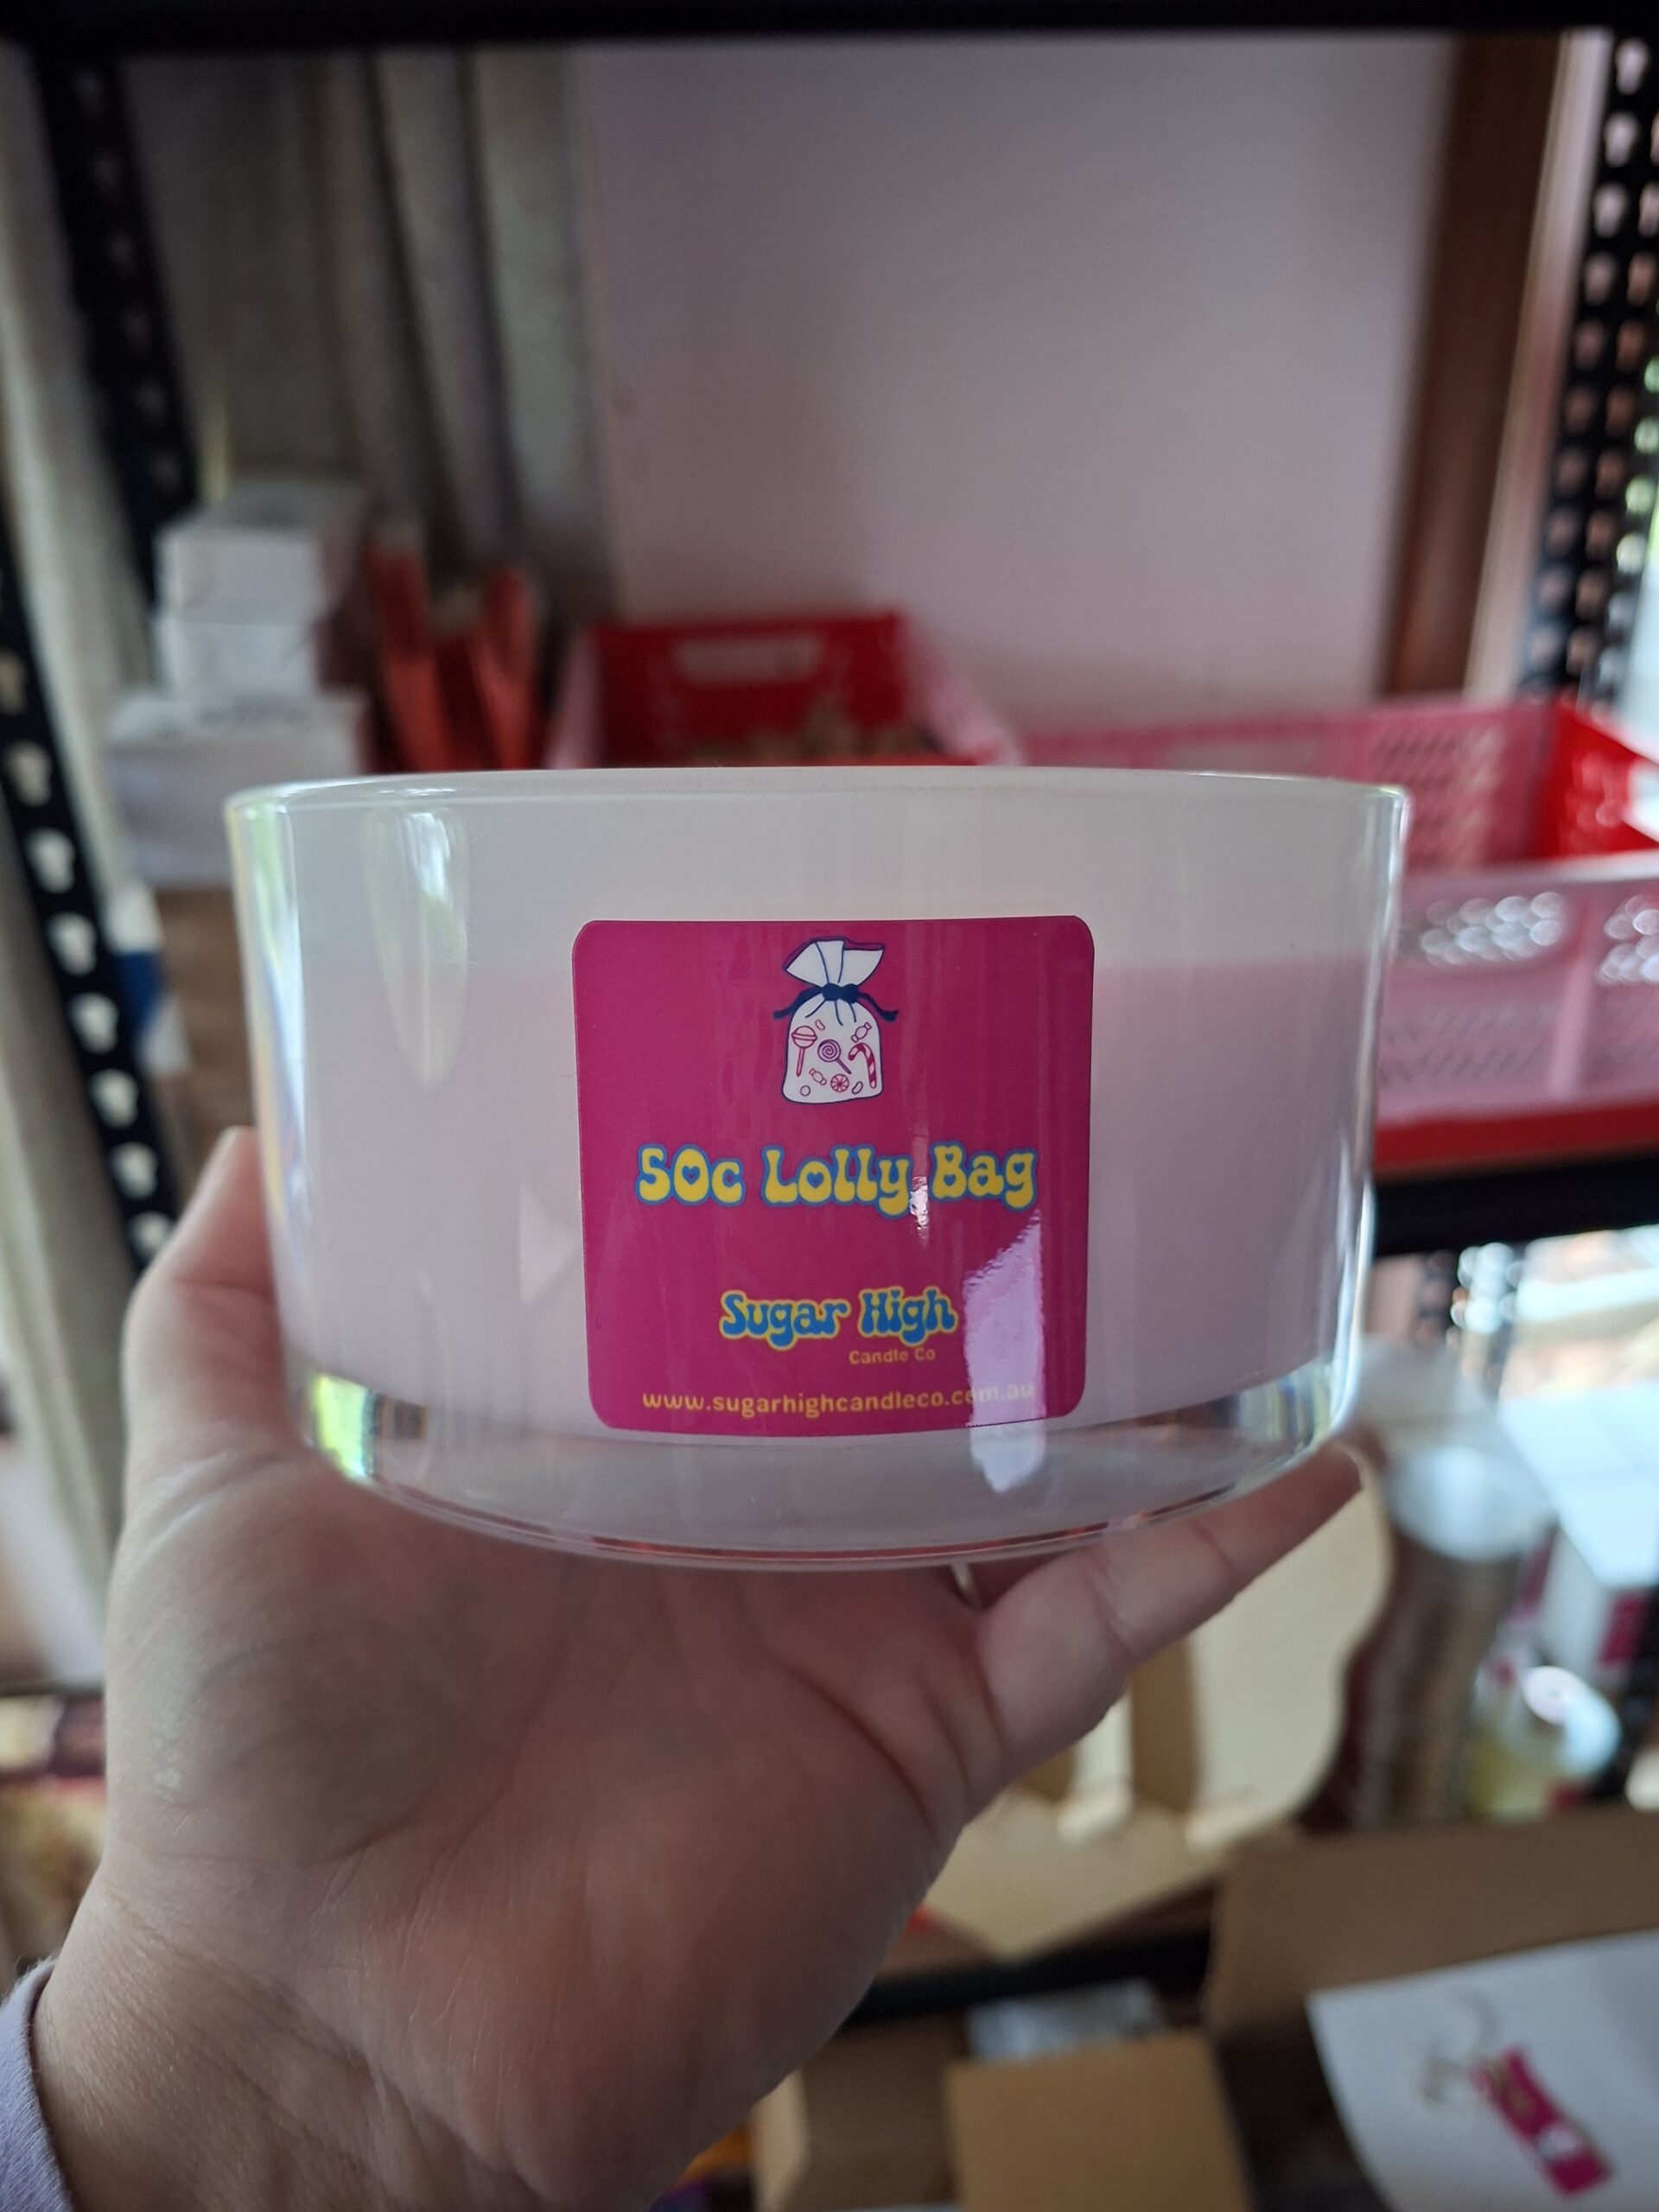 50c Lolly Bag
Sugar High
Candle Co
www.sugarhighcandleco.com.au